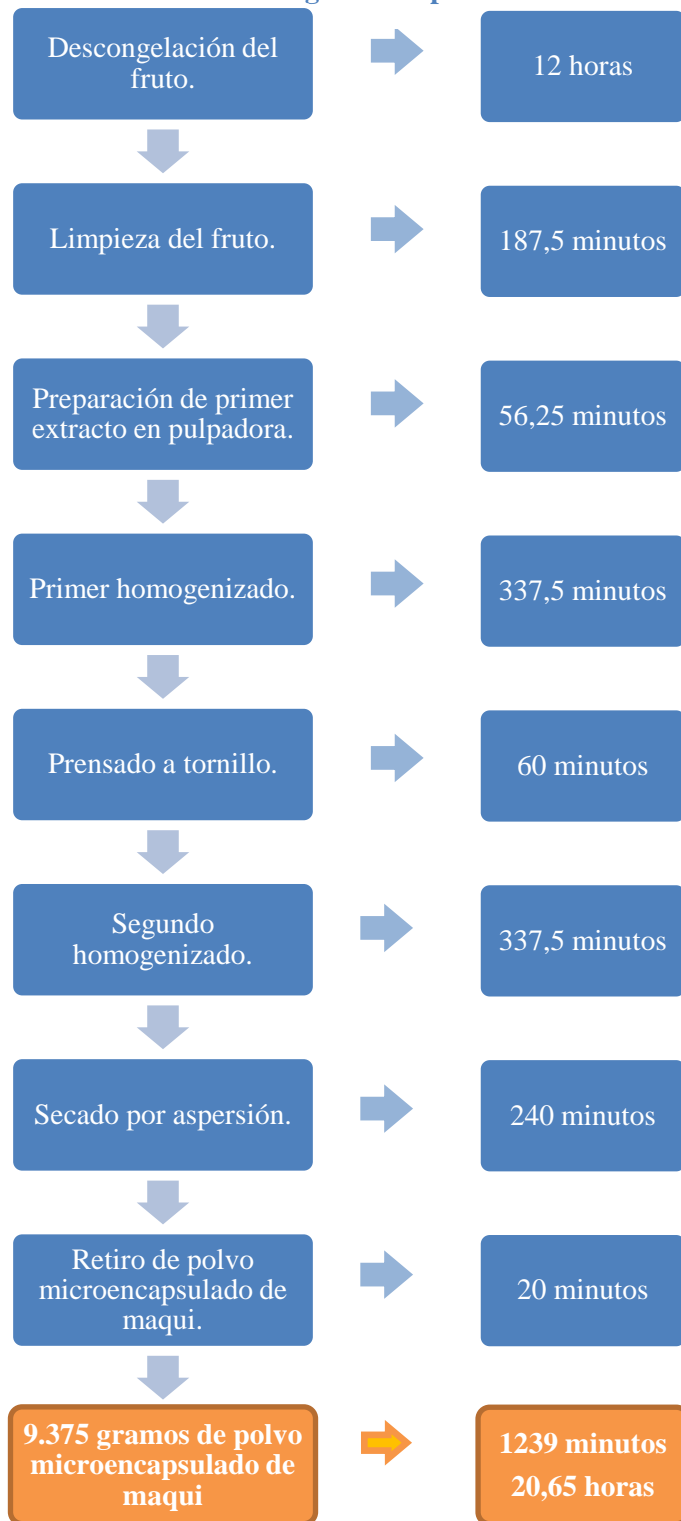 Descongelación del
fruto.
12 horas
Limpieza del fruto.
187,5 minutos
Preparación de primer
extracto en pulpadora.
56,25 minutos
Primer homogenizado.
337,5 minutos
Prensado a tornillo.
60 minutos
Segundo
homogenizado.
337,5 minutos
Secado por aspersión.
240 minutos
Retiro de polvo
microencapsulado de
maqui.
20 minutos
9.375 gramos de polvo
microencapsulado de
maqui
1239 minutos
20,65 horas